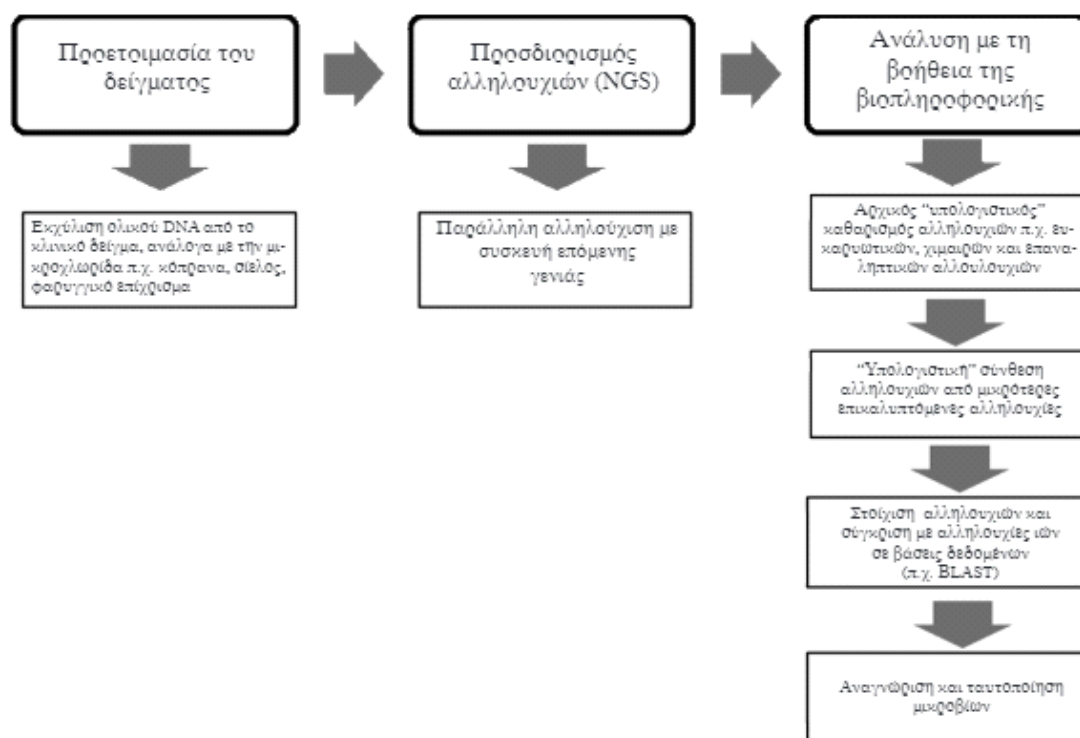 Προετοιμασία του
δείγματος
Προσδιορισμός
αλληλουχιών (NGS)
Ανάλυση με τη
βοήθεια της
βιοπληροφορικής
Εκχύλιση ολικού DNA από το
κλινικό δείγμα, ανάλογα με την μι-
κροχλωρίδα π.χ. κόπρανα, σίελος,
φαρυγγικό επίχρισμα
Παράλληλη αλληλούχιση με
συσκευή επόμενης
γενιάς
Αρχικός “υπολογιστικός”
καθαρισμός αλληλουχιών π.χ. ευ-
καρυωτικών, χιμαιρών και επανα-
ληπτικών αλλουλουχιών
“Υπολογιστική” σύνθεση
αλληλουχιών από μικρότερες
επικαλυπτόμενες αλληλουχίες
Στοίχιση αλληλουχιών και
σύγκριση με αλληλουχίες ιών
σε βάσεις δεδομένων
(π.χ. BLAST)
Αναγνώριση και ταυτοποίηση
μικροβίων